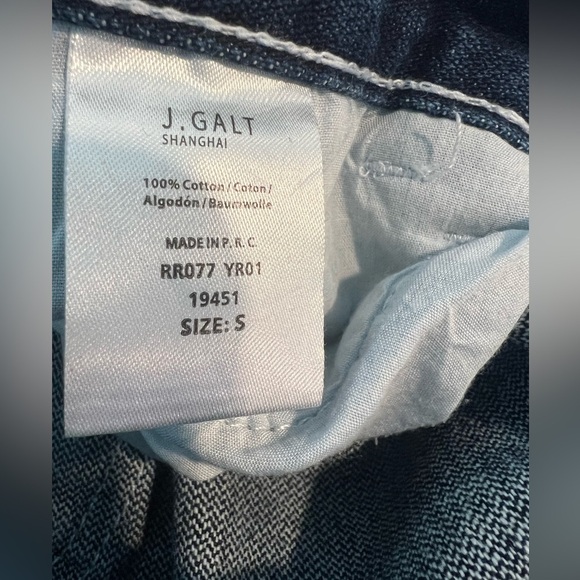 J.GALT
SHANGHAI
100% Cotton/Coton/
Algodón/Baumwolle
MADE IN P.R.C.
RR077 YR01
19451
SIZE: S